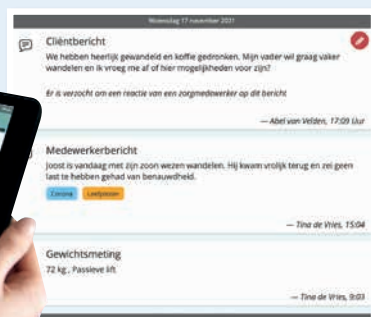 Woensdag 17 november 2021
Cliëntbericht
We hebben heerlijk gewandeld en koffie gedronken. Mijn vader wil graag vaker
wandelen en ik vroeg me af of hier mogelijkheden voor zijn?
Er is verzocht om een reactie van een zorgmedewerker op dit bericht
— Abel van Velden, 17:09 Uur
Medewerkerbericht
Joost is vandaag met zijn zoon wezen wandelen. Hij kwam vrolijk terug en zei geen
last te hebben gehad van benauwdheid.
Corona Leefplezier
— Tina de Vries, 15:04
Gewichtsmeting
72 kg , Passieve lift
— Tina de Vries, 9:03